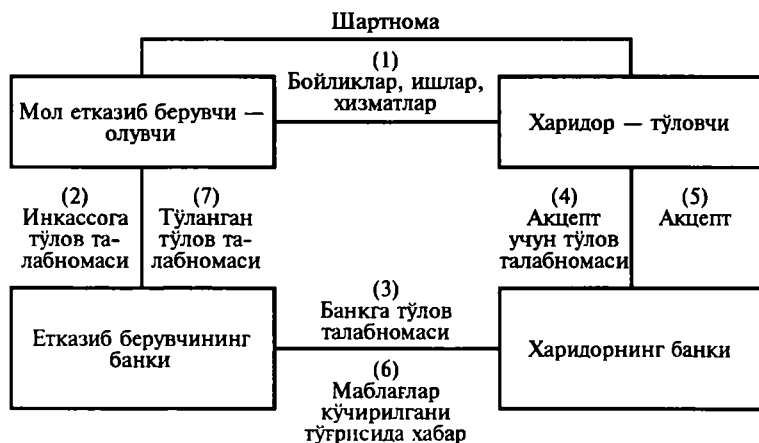 Шартнома
(1)
Бойликлар, ишлар,
хизматлар
Мол етказиб берувчи —
олувчи
Харидор — тўловчи
(2)
Инкассога
тўлов та-
лабномаси
(7)
Тўланган
тўлов та-
лабномаси
(4)
Акцепт
учун тўлов
талабномаси
(5)
Акцепт
(3)
Банкга тўлов
талабномаси
Етказиб берувчининг
банки
Харидорнинг банки
(6)
Маблағлар
кўчирилгани
тўғрисида хабар